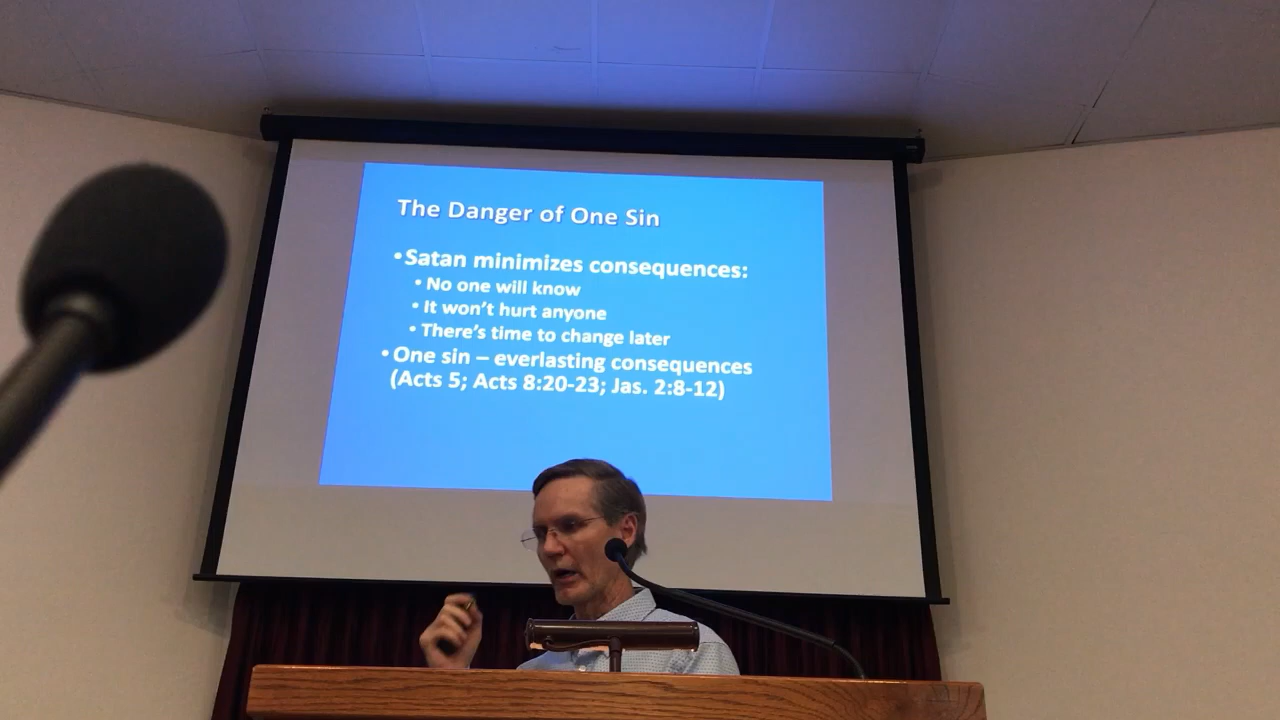 The Danger of One Sin
•Satan minimizes consequences:
• No one will know
• It won't hurt anyone
• There's time to change later
•One sin – everlasting consequences
(Acts 5; Acts 8:20-23; Jas. 2:8-12)